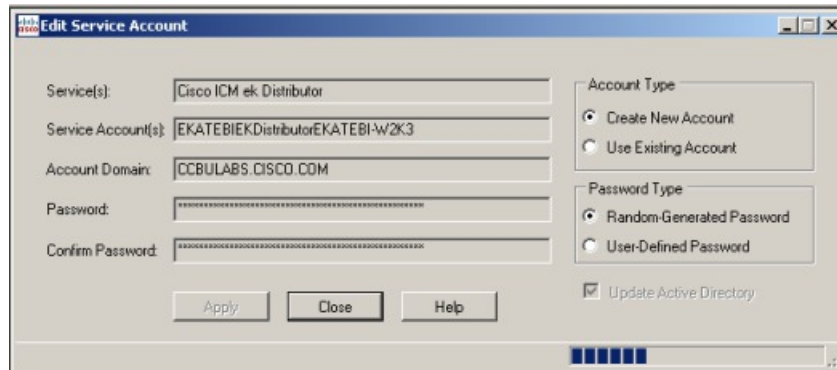 Edit Service Account
Service(s): Cisco ICM ek Distributor
Service Account(s): EKATEBIEKDistributorEKATEBI-W2K3
Account Domain: CCBULABS.CISCO.COM
Password:
Confirm Password:
Apply Close Help
Account Type
Create New Account
Use Existing Account
Password Type
Random-Generated Password
User-Defined Password
Update Active Directory